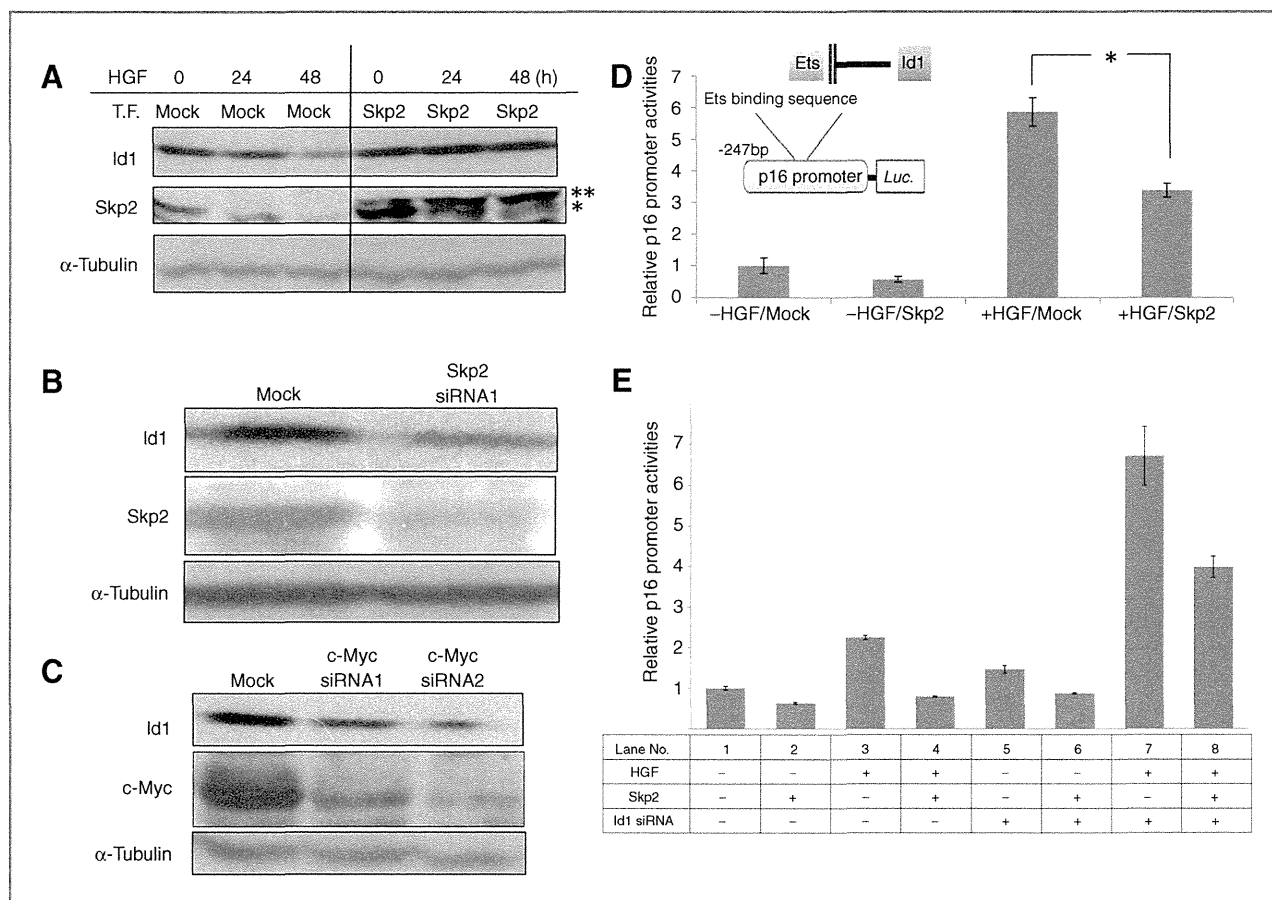 A
HGF 0 24 48 0 24 48 (h)
T.F. Mock Mock Mock Skp2 Skp2 Skp2
Id1
Skp2
**
*
α-Tubulin
B
Mock Skp2 siRNA1
Id1
Skp2
α-Tubulin
C
Mock c-Myc siRNA1 c-Myc siRNA2
Id1
c-Myc
α-Tubulin
D
Relative p16 promoter activities
7
6
5
4
3
2
1
0
Ets Id1
Ets binding sequence
-247bp
p16 promoter Luc.
*
−HGF/Mock −HGF/Skp2 +HGF/Mock +HGF/Skp2
E
Relative p16 promoter activities
7
6
5
4
3
2
1
Lane No. 1 2 3 4 5 6 7 8
HGF − − + + − − + +
Skp2 − + − + − + − +
Id1 siRNA − − − − + + + +